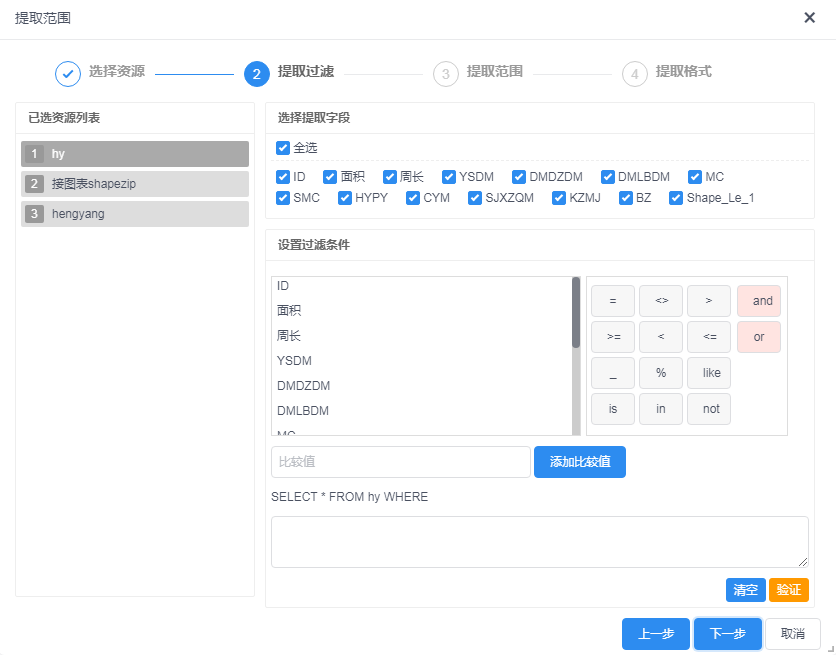 提取范围
选择资源 2 提取过滤 3 提取范围 4 提取格式
已选资源列表
1 hy
2 接图表shapezip
3 hengyang
选择提取字段
全选
ID 面积 周长 YSDM DMDZDM DMLBDM MC
SMC HYPY CYM SJXZQM KZMJ BZ Shape_Le_1
设置过滤条件
ID
面积
周长
YSDM
DMDZDM
DMLBDM
MC
= <> > and
>= < <= or
_ % like
is in not
比较值 添加比较值
SELECT * FROM hy WHERE
清空 验证
上一步 下一步 取消